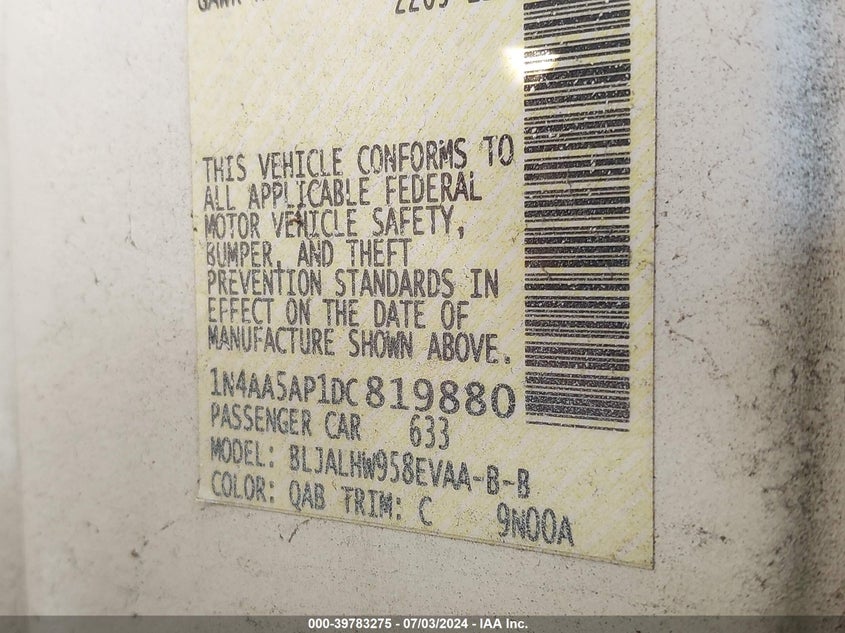 THIS VEHICLE CONFORMS TO
ALL APPLICABLE FEDERAL
MOTOR VEHICLE SAFETY,
BUMPER, AND THEFT
PREVENTION STANDARDS IN
EFFECT ON THE DATE OF
MANUFACTURE SHOWN ABOVE.
1N4AA5AP1DC819880
PASSENGER CAR 633
MODEL: BLJALHW958EVAA-B-B
COLOR: QAB TRIM: C 9N00A
000-39783275 - 07/03/2024 - IAA Inc.